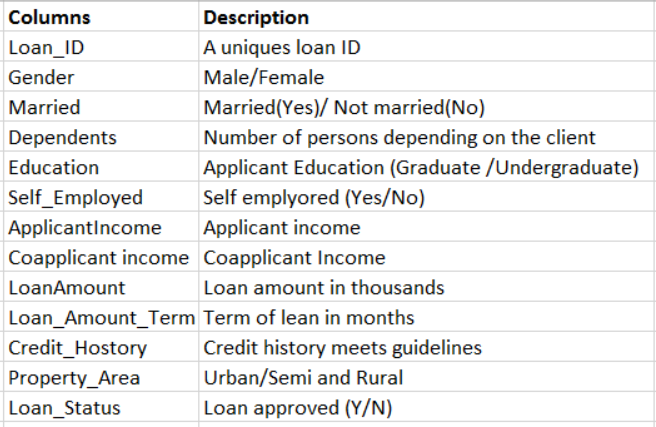 Columns Description
Loan_ID A uniques loan ID
Gender Male/Female
Married Married(Yes)/ Not married(No)
Dependents Number of persons depending on the client
Education Applicant Education (Graduate /Undergraduate)
Self_Employed Self emplyored (Yes/No)
ApplicantIncome Applicant income
Coapplicant income Coapplicant Income
LoanAmount Loan amount in thousands
Loan_Amount_Term Term of lean in months
Credit_Hostory Credit history meets guidelines
Property_Area Urban/Semi and Rural
Loan_Status Loan approved (Y/N)